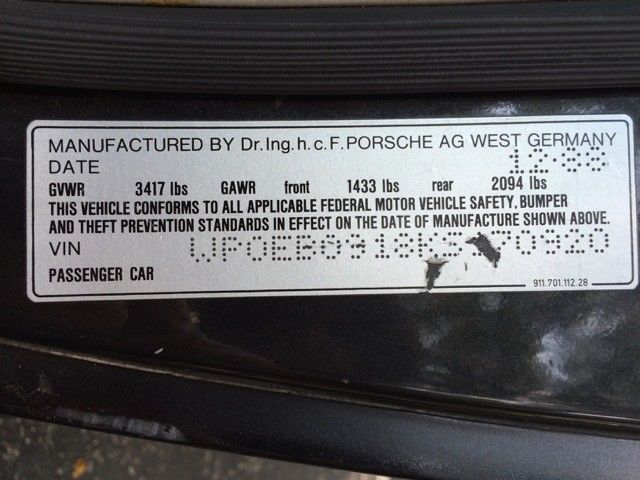 MANUFACTURED BY Dr.Ing.h.c.F.PORSCHE AG WEST GERMANY
DATE 12·88
GVWR 3417 lbs GAWR front 1433 lbs rear 2094 lbs
THIS VEHICLE CONFORMS TO ALL APPLICABLE FEDERAL MOTOR VEHICLE SAFETY, BUMPER
AND THEFT PREVENTION STANDARDS IN EFFECT ON THE DATE OF MANUFACTURE SHOWN ABOVE.
VIN
PASSENGER CAR
911.701.112.28